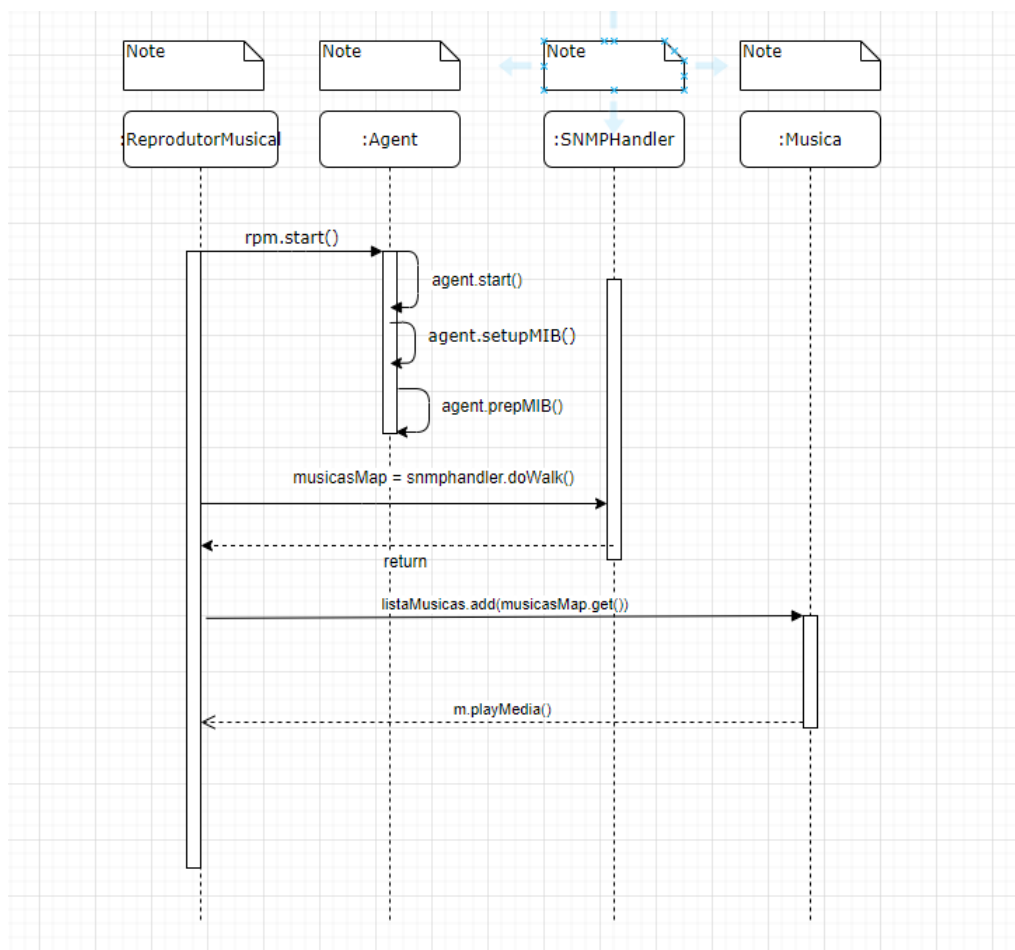 Note
Note
Note
Note
:ReprodutorMusical
:Agent
:SNMPHandler
:Musica
rpm.start()
agent.start()
agent.setupMIB()
agent.prepMIB()
musicasMap = snmphandler.doWalk()
return
listaMusicas.add(musicasMap.get())
m.playMedia()